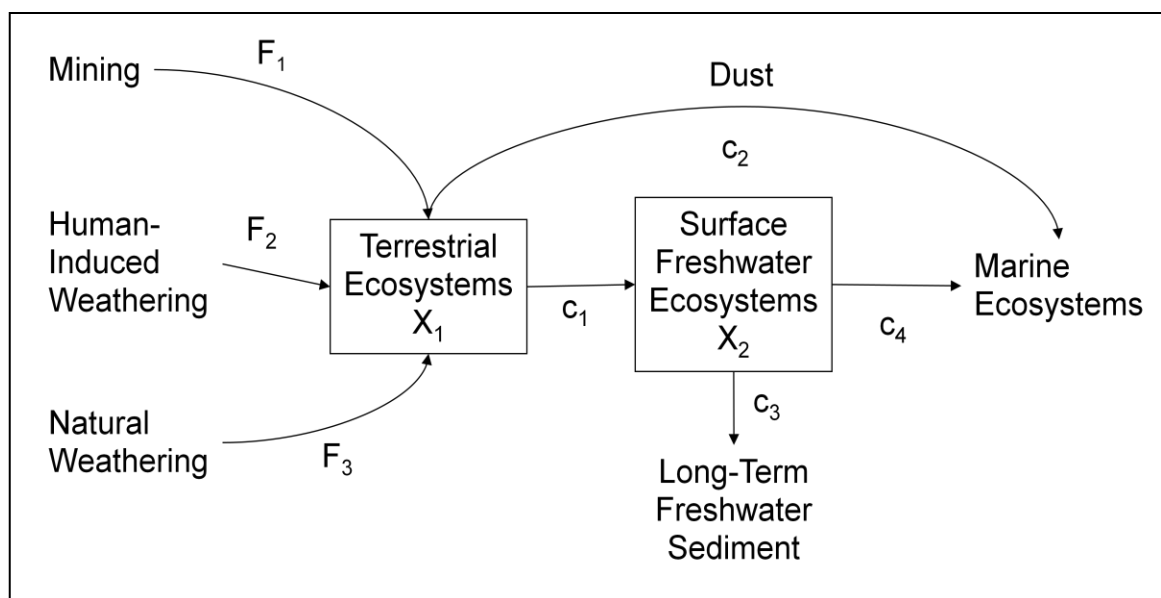 Mining
F₁
Dust
c₂
Human-
Induced
Weathering
F₂
Terrestrial
Ecosystems
X₁
c₁
Surface
Freshwater
Ecosystems
X₂
c₄
Marine
Ecosystems
Natural
Weathering
F₃
c₃
Long-Term
Freshwater
Sediment